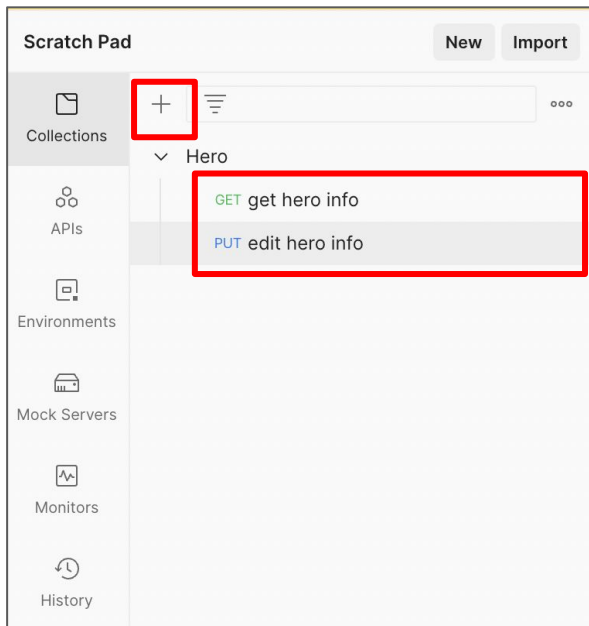 Scratch Pad
New
Import
Collections
Hero
GET get hero info
APIs
PUT edit hero info
Environments
Mock Servers
Monitors
History